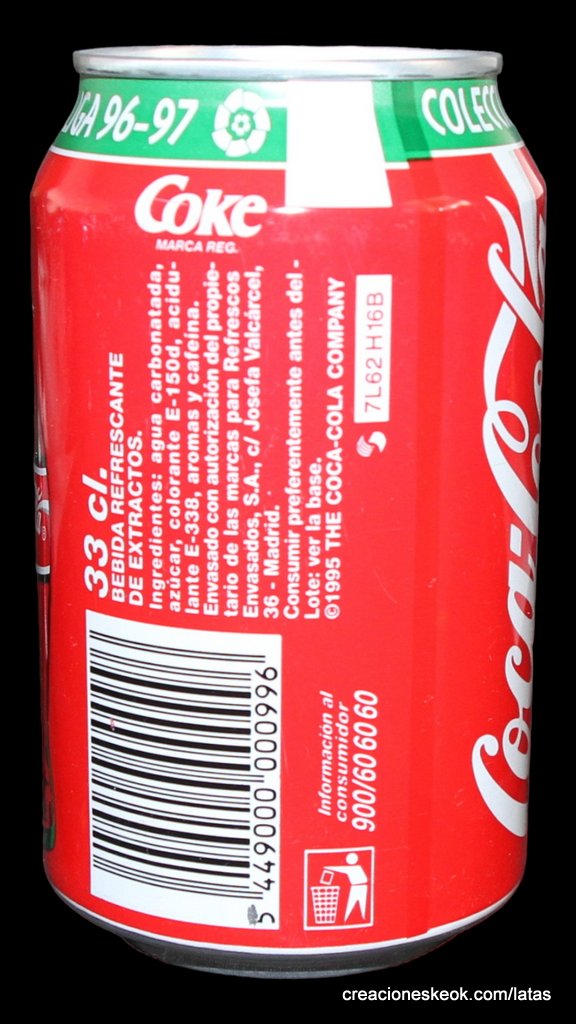 LIGA 96-97
COLECC
Coke
MARCA REG.
33 cl.
BEBIDA REFRESCANTE
DE EXTRACTOS.
Ingredientes: agua carbonatada,
azúcar, colorante E-150d, acidu-
lante E-338, aromas y cafeína.
Envasado con autorización del propie-
tario de las marcas para Refrescos
Envasados, S.A., c/ Josefa Valcárcel,
36 - Madrid.
Consumir preferentemente antes del -
Lote: ver la base.
©1995 THE COCA-COLA COMPANY
7L62H16B
5 449000 000996
Información al
consumidor
900/60 60 60
Coca-Cola
creacioneskeok.com/latas